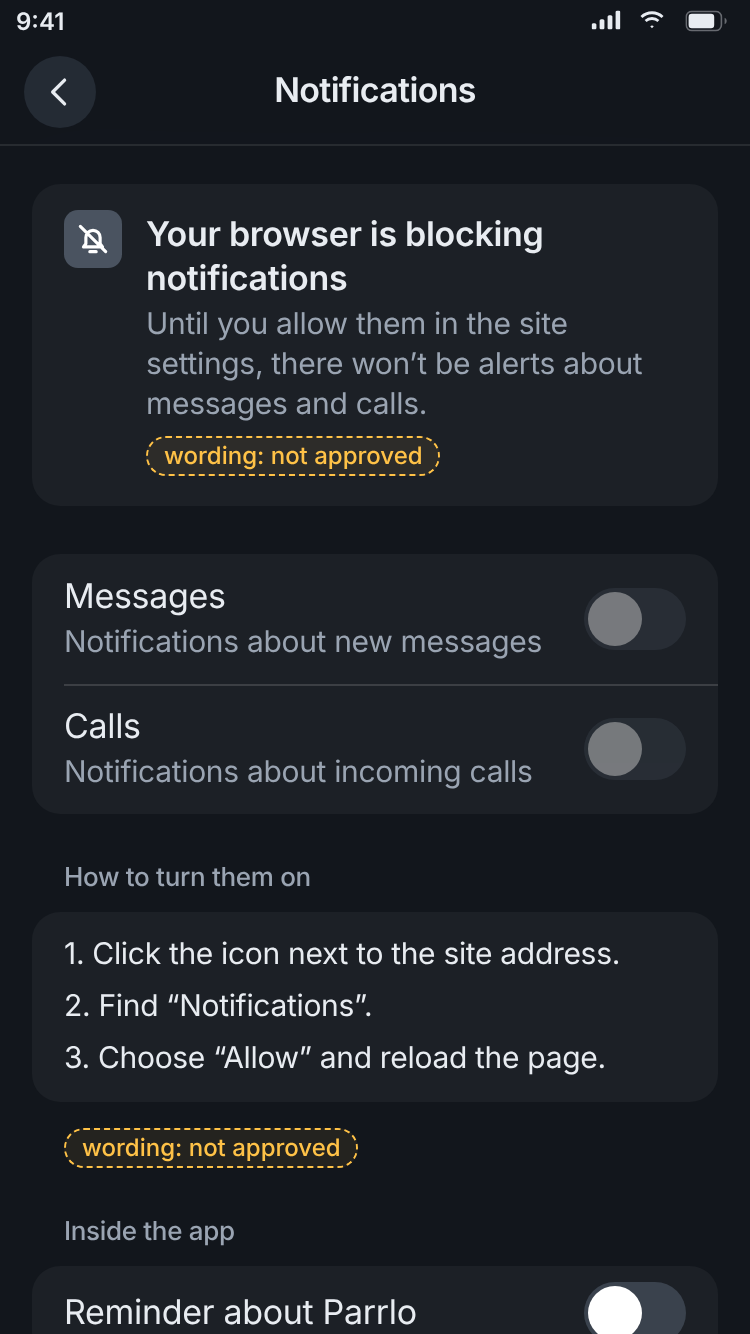 9:41
Notifications
Your browser is blocking
notifications
Until you allow them in the site
settings, there won’t be alerts about
messages and calls.
wording: not approved
Messages
Notifications about new messages
Calls
Notifications about incoming calls
How to turn them on
1. Click the icon next to the site address.
2. Find “Notifications”.
3. Choose “Allow” and reload the page.
wording: not approved
Inside the app
Reminder about Parrlo